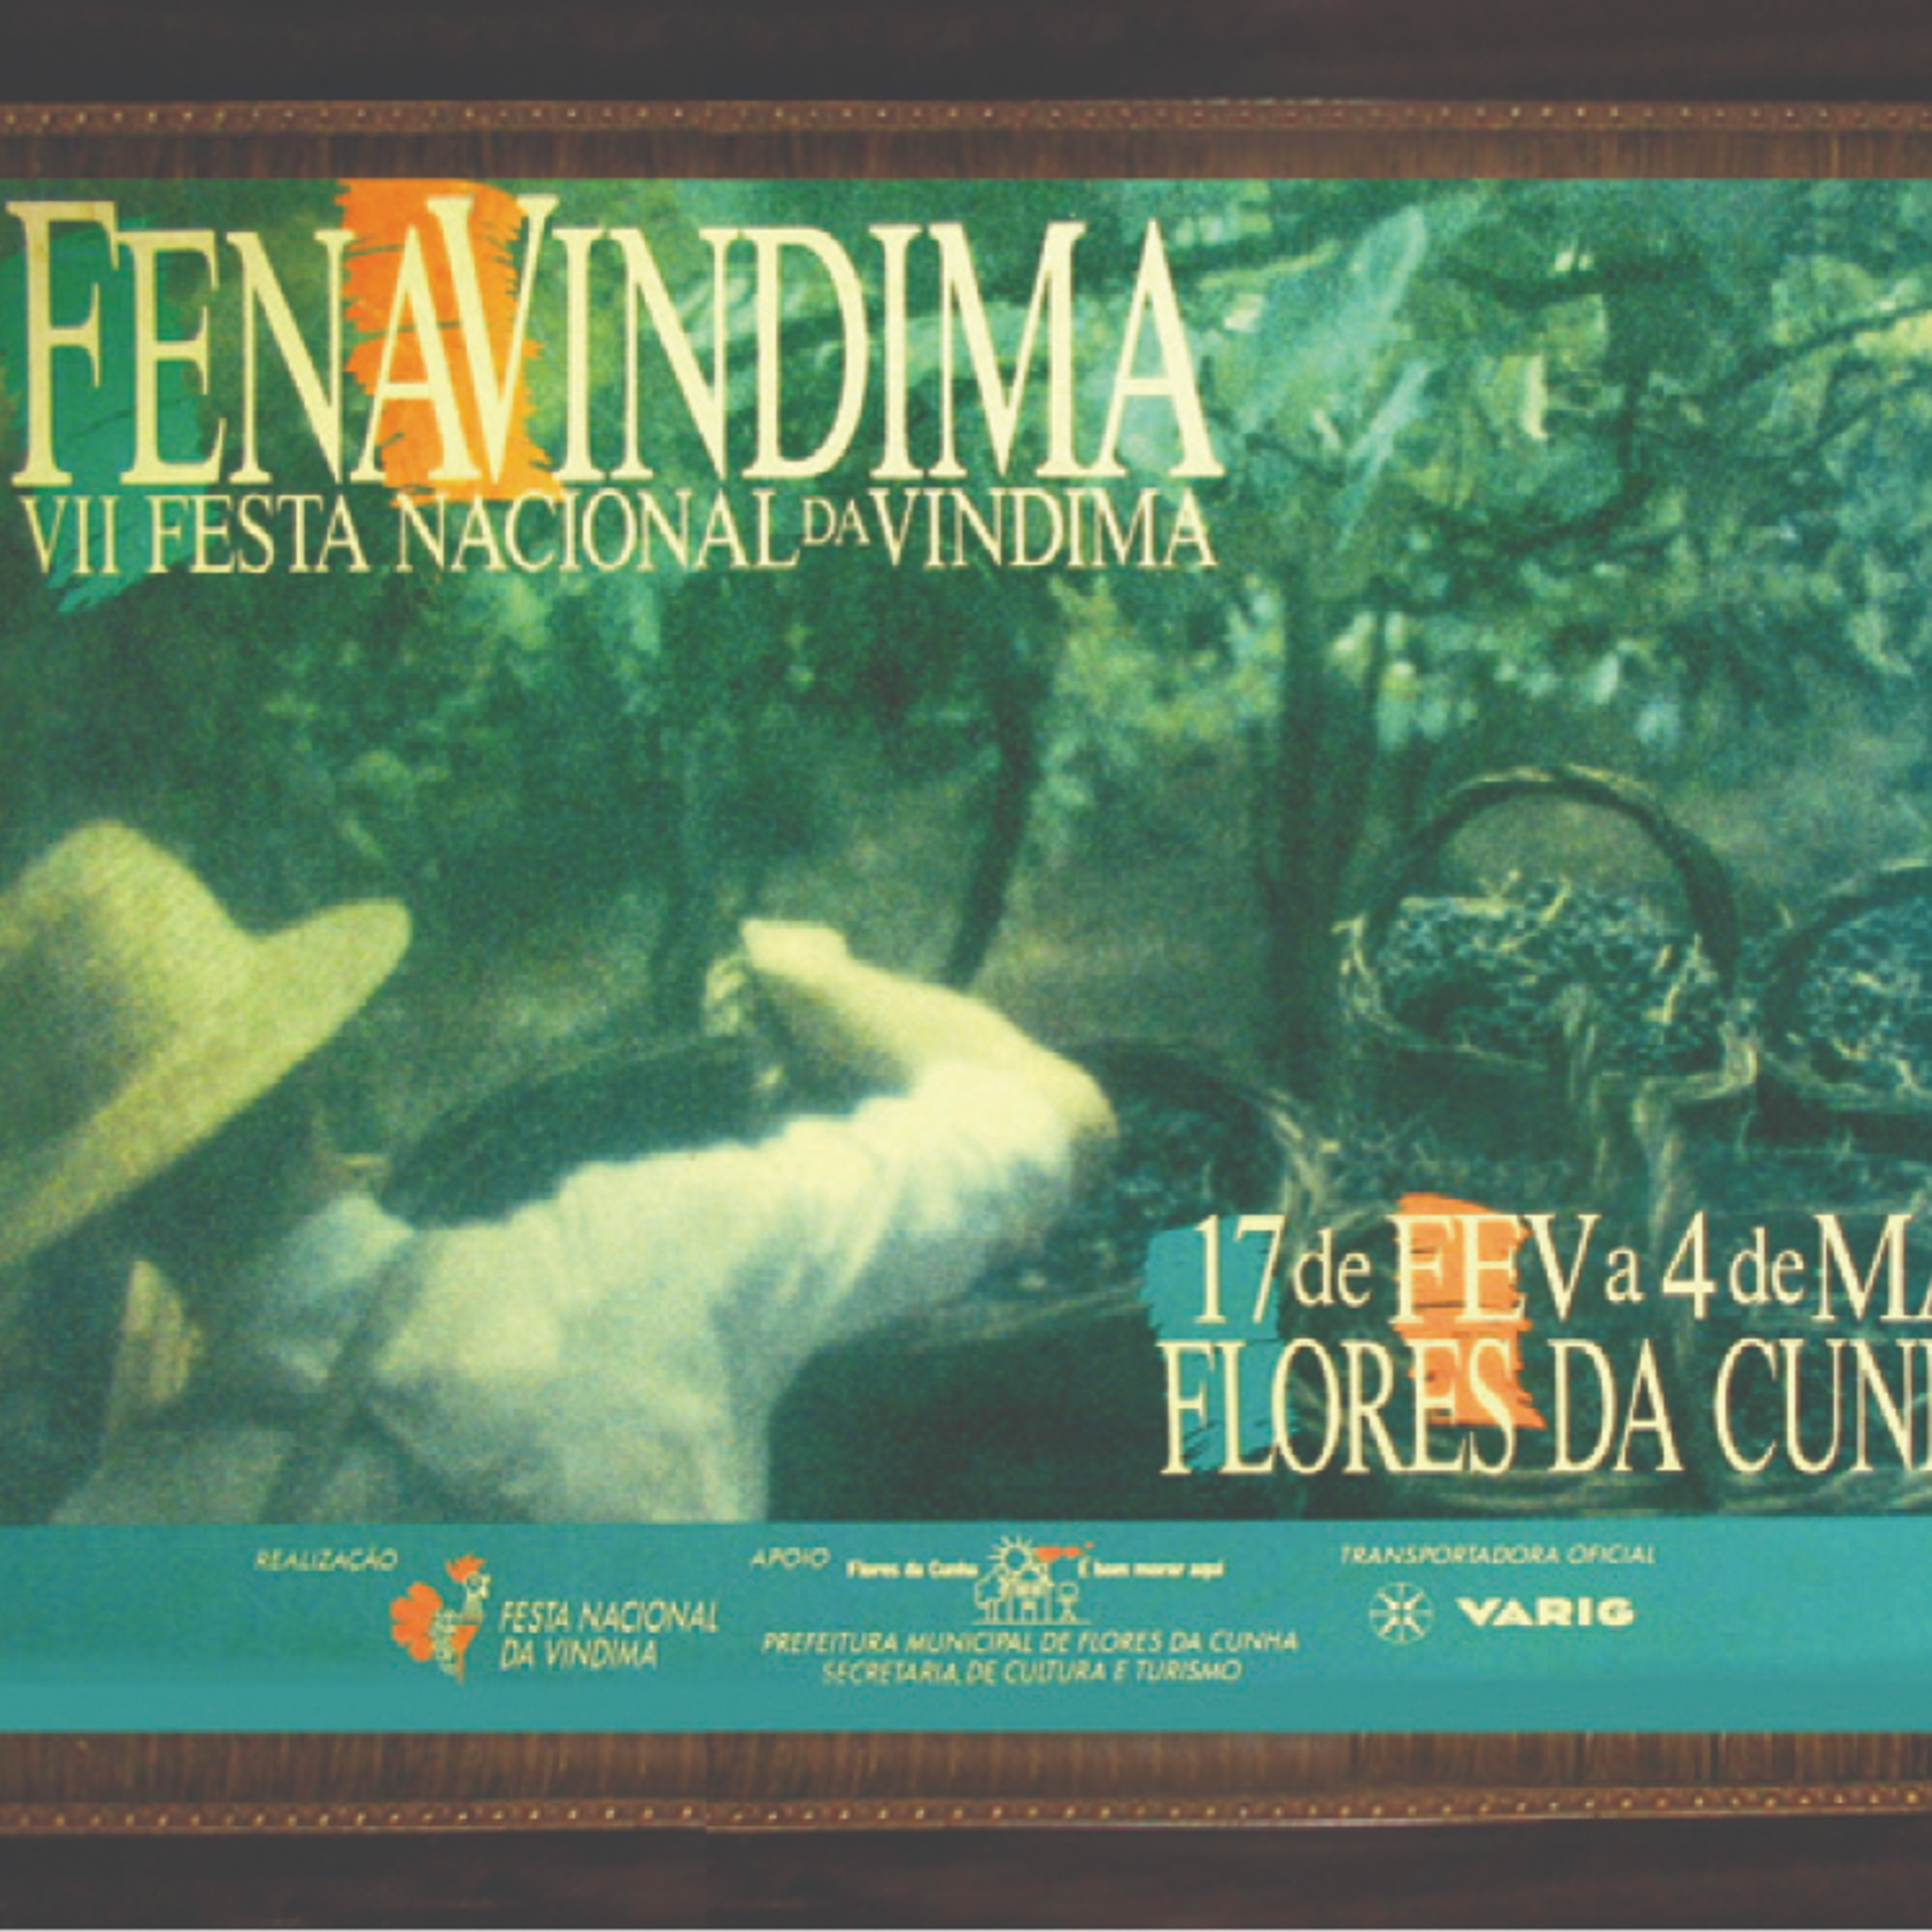 FENAVINDIMA
VII FESTA NACIONAL DA VINDIMA
17 de FEV a 4 de
FLORES DA
REALIZAÇÃO
FESTA NACIONAL
DA VINDIMA
APOIO
Flores da Cunha É bom morar aqui
PREFEITURA MUNICIPAL DE FLORES DA CUNHA
SECRETARIA DE CULTURA E TURISMO
TRANSPORTADORA OFICIAL
VARIG